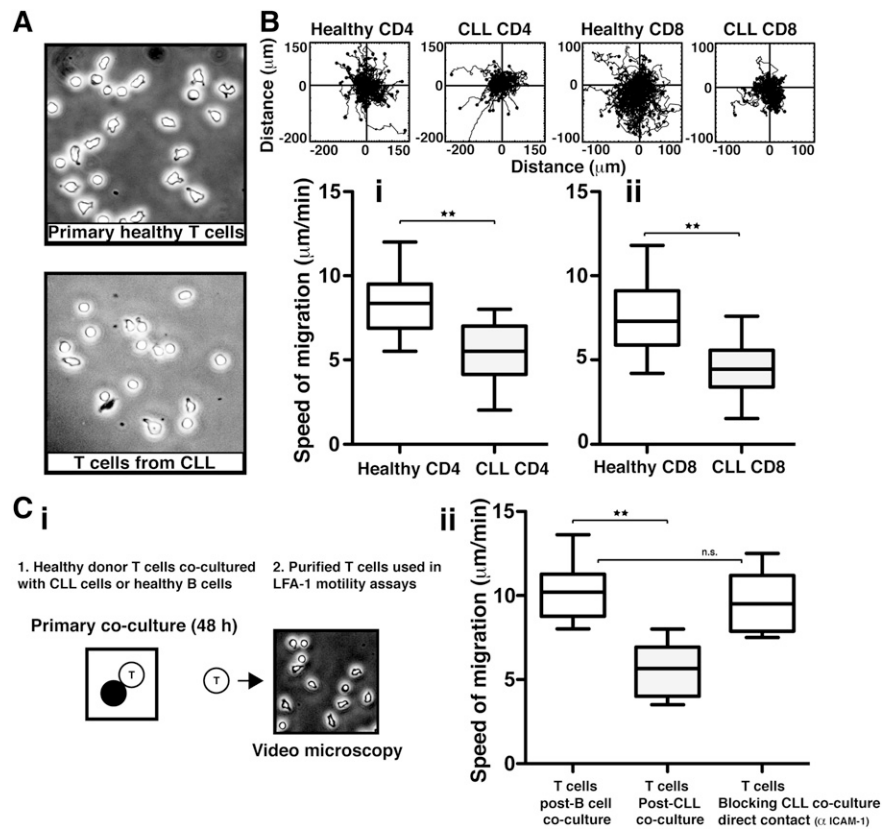 A
Primary healthy T cells
T cells from CLL
B
Healthy CD4
CLL CD4
Healthy CD8
CLL CD8
Distance (μm)
150
0
-200
-200
0
150
150
0
-200
-200
0
150
100
0
-100
-100
0
100
100
0
-100
-100
0
100
Distance (μm)
i
Speed of migration (μm/min)
15
10
5
0
★★
Healthy CD4
CLL CD4
ii
15
10
5
0
★★
Healthy CD8
CLL CD8
C
i
1. Healthy donor T cells co-cultured
with CLL cells or healthy B cells
2. Purified T cells used in
LFA-1 motility assays
Primary co-culture (48 h)
T
T
Video microscopy
ii
Speed of migration (μm/min)
15
10
5
0
★★
n.s.
T cells
post-B cell
co-culture
T cells
Post-CLL
co-culture
T cells
Blocking CLL co-culture
direct contact (α ICAM-1)